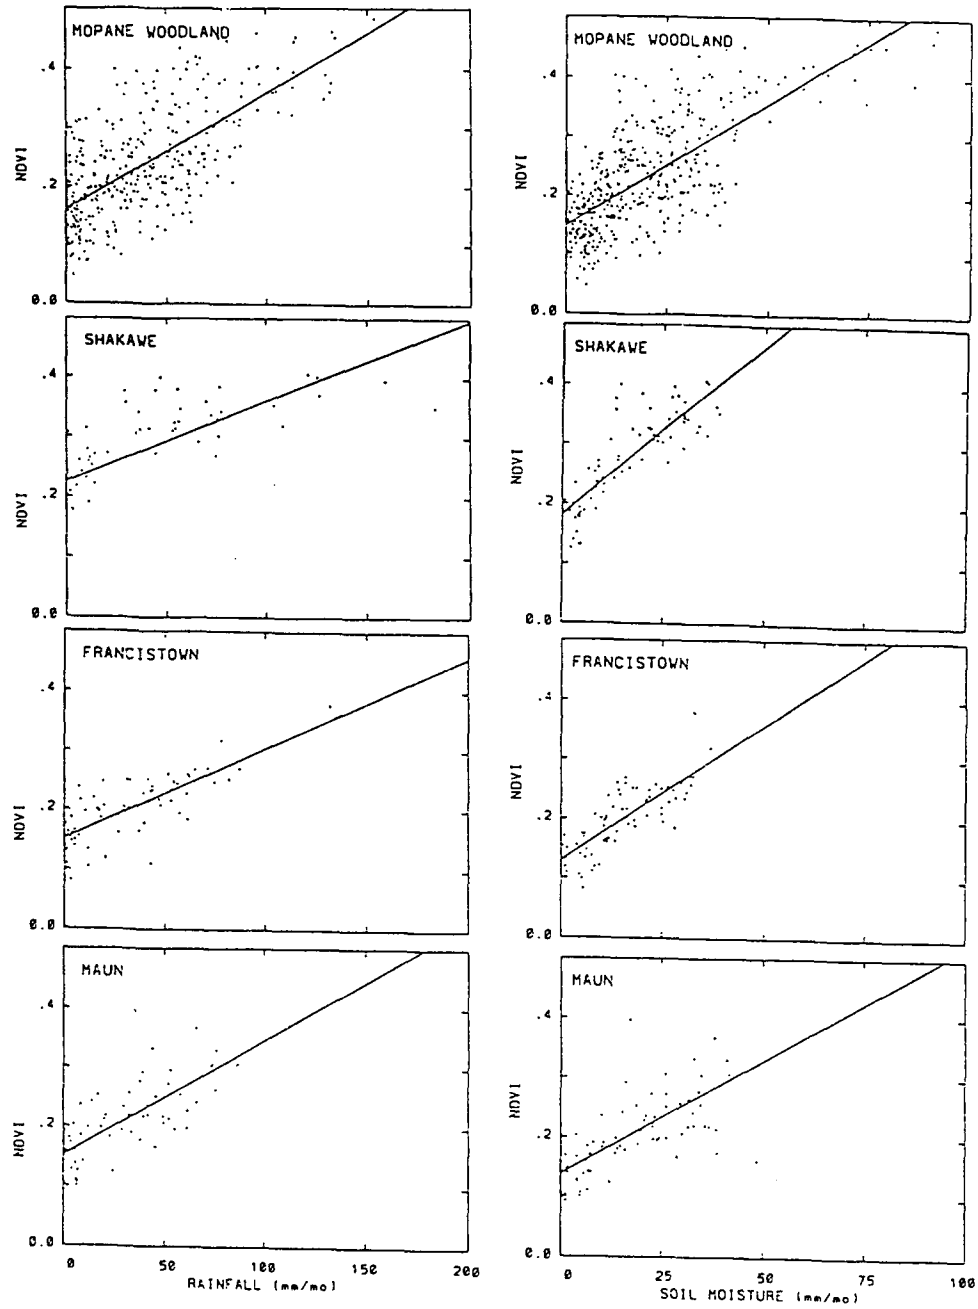 MOPANE WOODLAND
.4
NDVI
.2
0.0
MOPANE WOODLAND
.4
NDVI
.2
0.0
SHAKAWE
.4
NDVI
.2
0.0
SHAKAWE
.4
NDVI
.2
0.0
FRANCISTOWN
.4
NDVI
.2
0.0
FRANCISTOWN
.4
NDVI
.2
0.0
MAUN
.4
NDVI
.2
0.0
0 50 100 150 200
RAINFALL (mm/mo)
MAUN
.4
NDVI
.2
0.0
0 25 50 75 100
SOIL MOISTURE (mm/mo)